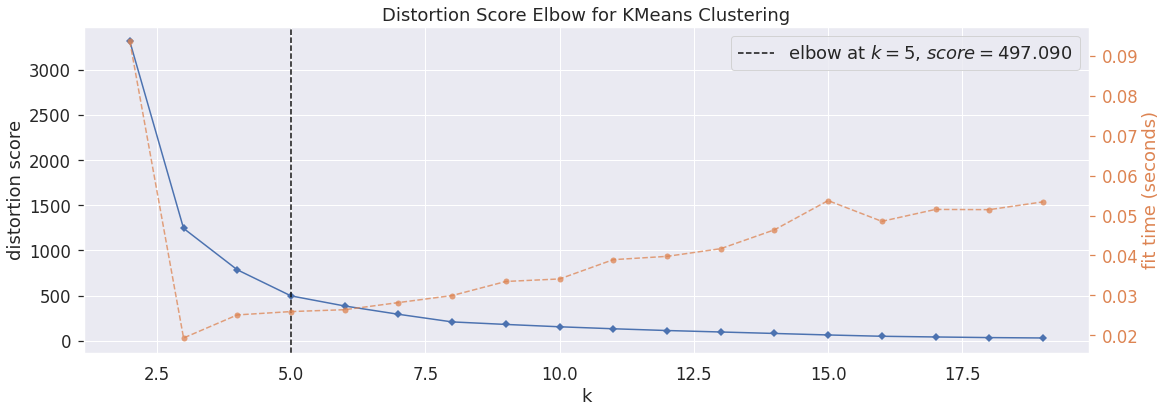 Distortion Score Elbow for KMeans Clustering
elbow at k = 5, score = 497.090
distortion score
3000
2500
2000
1500
1000
500
0
0.09
0.08
0.07
0.06
0.05
0.04
0.03
0.02
fit time (seconds)
2.5 5.0 7.5 10.0 12.5 15.0 17.5
k